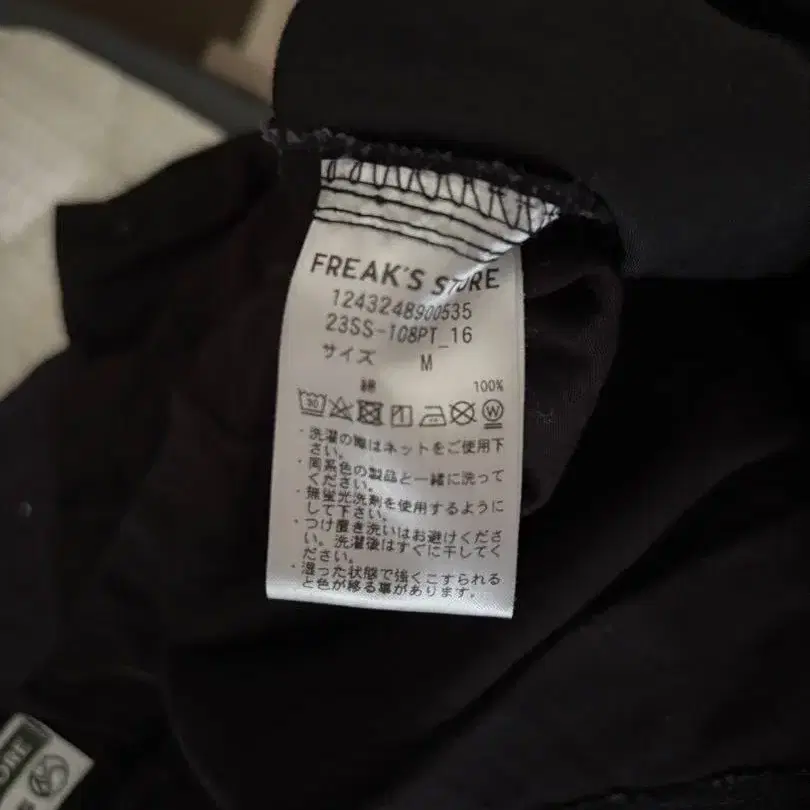 FREAK'S STORE
1243248900535
23SS-108PT_16
サイズ M
綿 100%
30 W
・洗濯の際はネットをご使用下
さい。
・同系色の製品と一緒に洗って
ください。
・無蛍光洗剤を使用するように
して下さい。
・つけ置き洗いはお避けくださ
い。洗濯後はすぐに干してく
ださい。
・湿った状態で強くこすられる
と色が移る事があります。
ORE